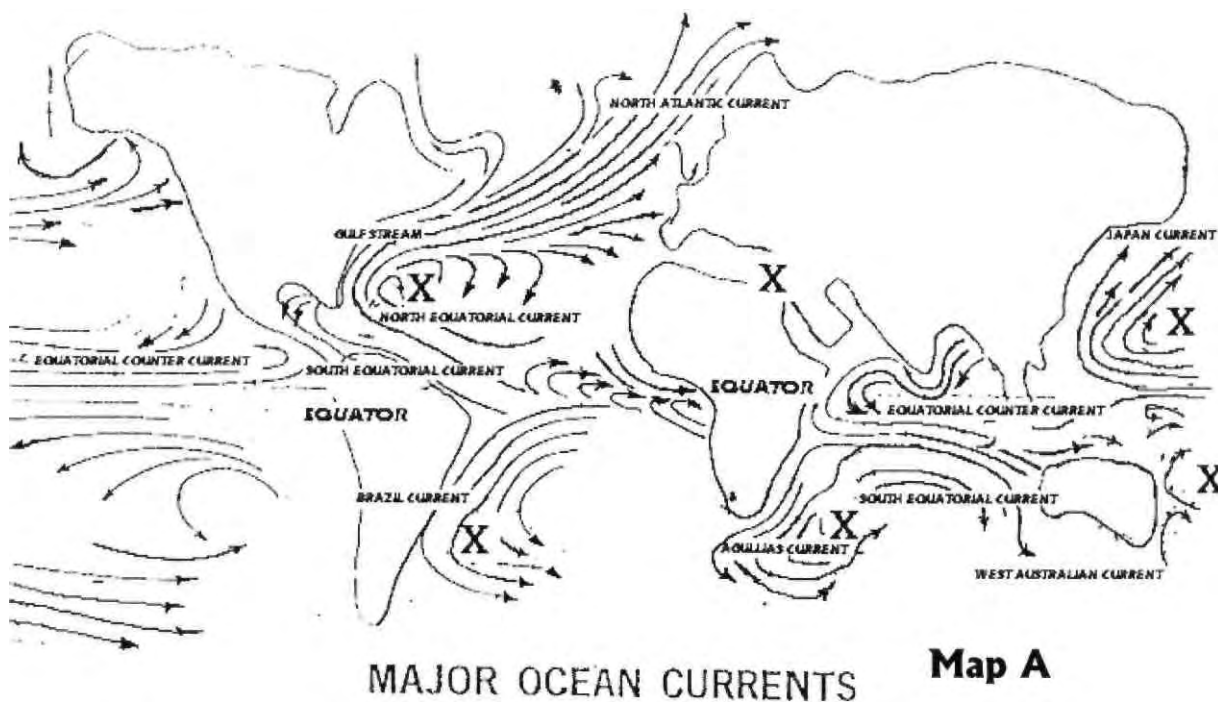 NORTH ATLANTIC CURRENT
GULF STREAM
JAPAN CURRENT
X
X
X
NORTH EQUATORIAL CURRENT
EQUATORIAL COUNTER CURRENT
SOUTH EQUATORIAL CURRENT
EQUATOR
EQUATOR
EQUATORIAL COUNTER CURRENT
X
BRAZIL CURRENT
SOUTH EQUATORIAL CURRENT
X
X
AQULLIAS CURRENT
WEST AUSTRALIAN CURRENT
Map A
MAJOR OCEAN CURRENTS